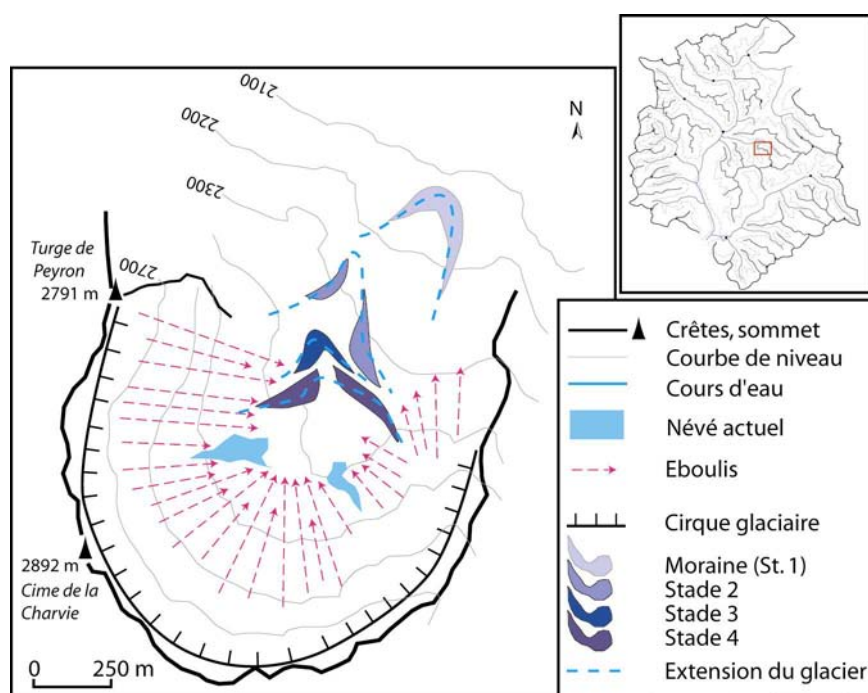 2100
2200
2300
N
Turge de
Peyron
2791 m
2700
2892 m
Cime de la
Charvie
0 250 m
Crêtes, sommet
Courbe de niveau
Cours d'eau
Névé actuel
Eboulis
Cirque glaciaire
Moraine (St. 1)
Stade 2
Stade 3
Stade 4
Extension du glacier